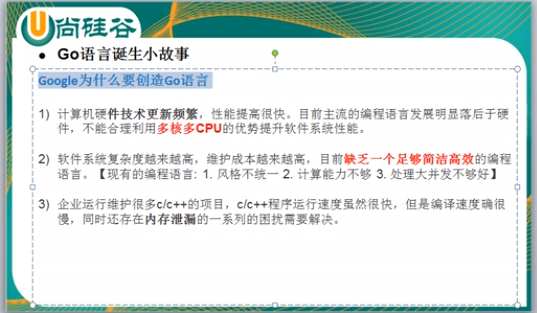 尚硅谷
Go语言诞生小故事
Google为什么要创造Go语言
1) 计算机硬件技术更新频繁，性能提高很快。目前主流的编程语言发展明显落后于硬
件，不能合理利用多核多CPU的优势提升软件系统性能。
2) 软件系统复杂度越来越高，维护成本越来越高，目前缺乏一个足够简洁高效的编程
语言。【现有的编程语言: 1. 风格不统一 2. 计算能力不够 3. 处理大并发不够好】
3) 企业运行维护很多c/c++的项目，c/c++程序运行速度虽然很快，但是编译速度确很
慢，同时还存在内存泄漏的一系列的困扰需要解决。